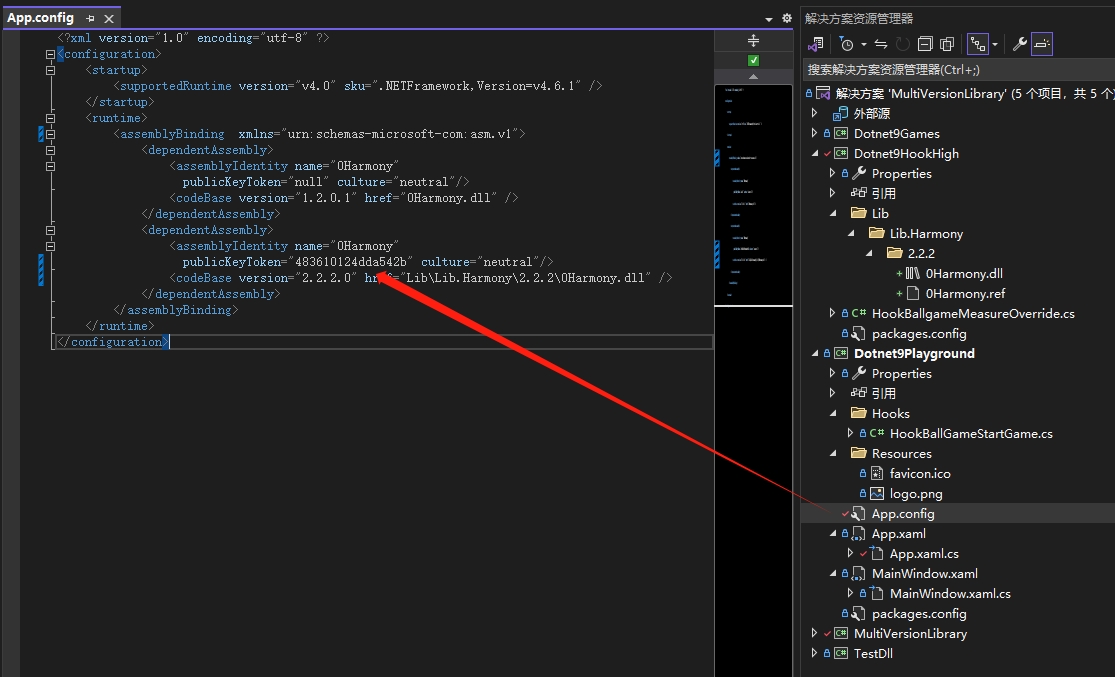 App.config
<?xml version="1.0" encoding="utf-8" ?>
<configuration>
<startup>
<supportedRuntime version="v4.0" sku=".NETFramework,Version=v4.6.1" />
</startup>
<runtime>
<assemblyBinding  xmlns="urn:schemas-microsoft-com:asm.v1">
<dependentAssembly>
<assemblyIdentity name="0Harmony"
publicKeyToken="null" culture="neutral"/>
<codeBase version="1.2.0.1" href="0Harmony.dll" />
</dependentAssembly>
<dependentAssembly>
<assemblyIdentity name="0Harmony"
publicKeyToken="483610124dda542b" culture="neutral"/>
<codeBase version="2.2.2.0" href="Lib\Lib.Harmony\2.2.2\0Harmony.dll" />
</dependentAssembly>
</assemblyBinding>
</runtime>
</configuration>
解决方案资源管理器
搜索解决方案资源管理器(Ctrl+;)
解决方案 'MultiVersionLibrary' (5 个项目，共 5 个)
外部源
Dotnet9Games
Dotnet9HookHigh
Properties
引用
Lib
Lib.Harmony
2.2.2
0Harmony.dll
0Harmony.ref
HookBallgameMeasureOverride.cs
packages.config
Dotnet9Playground
Properties
引用
Hooks
HookBallGameStartGame.cs
Resources
favicon.ico
logo.png
App.config
App.xaml
App.xaml.cs
MainWindow.xaml
MainWindow.xaml.cs
packages.config
MultiVersionLibrary
TestDll